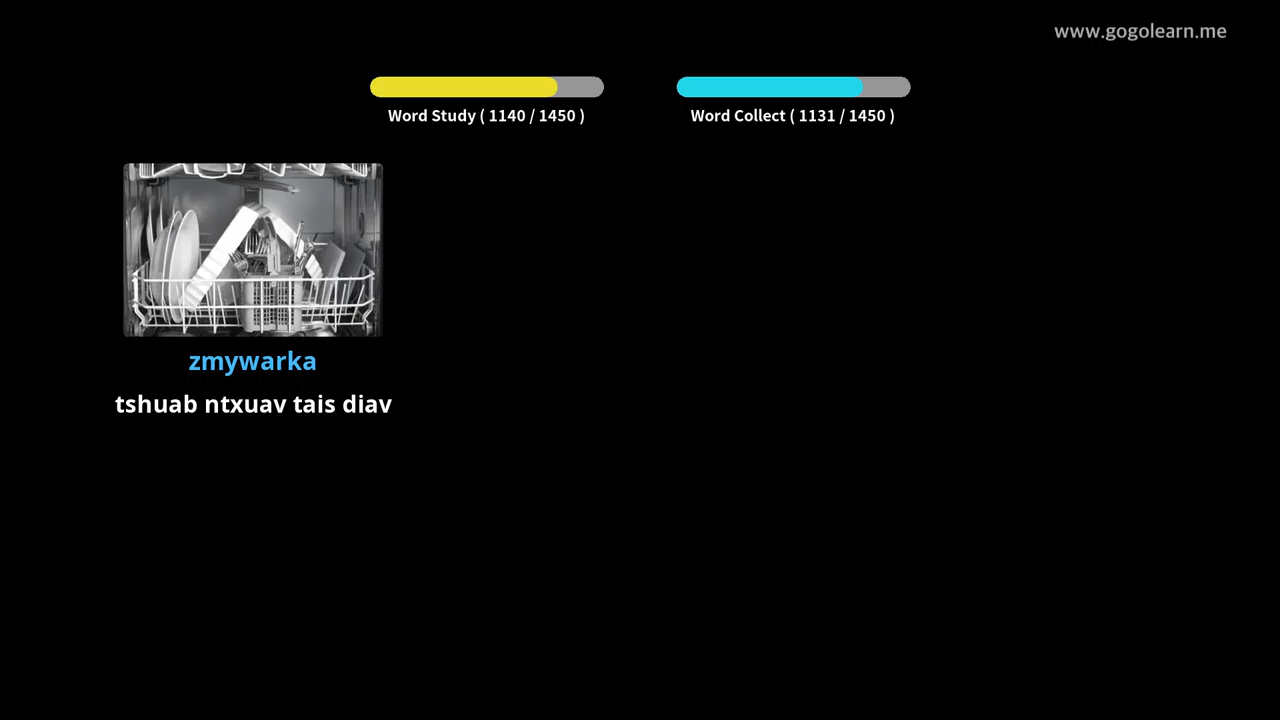 www.gogolearn.me
Word Study ( 1140 / 1450 )
Word Collect ( 1131 / 1450 )
zmywarka
tshuab ntxuav tais diav